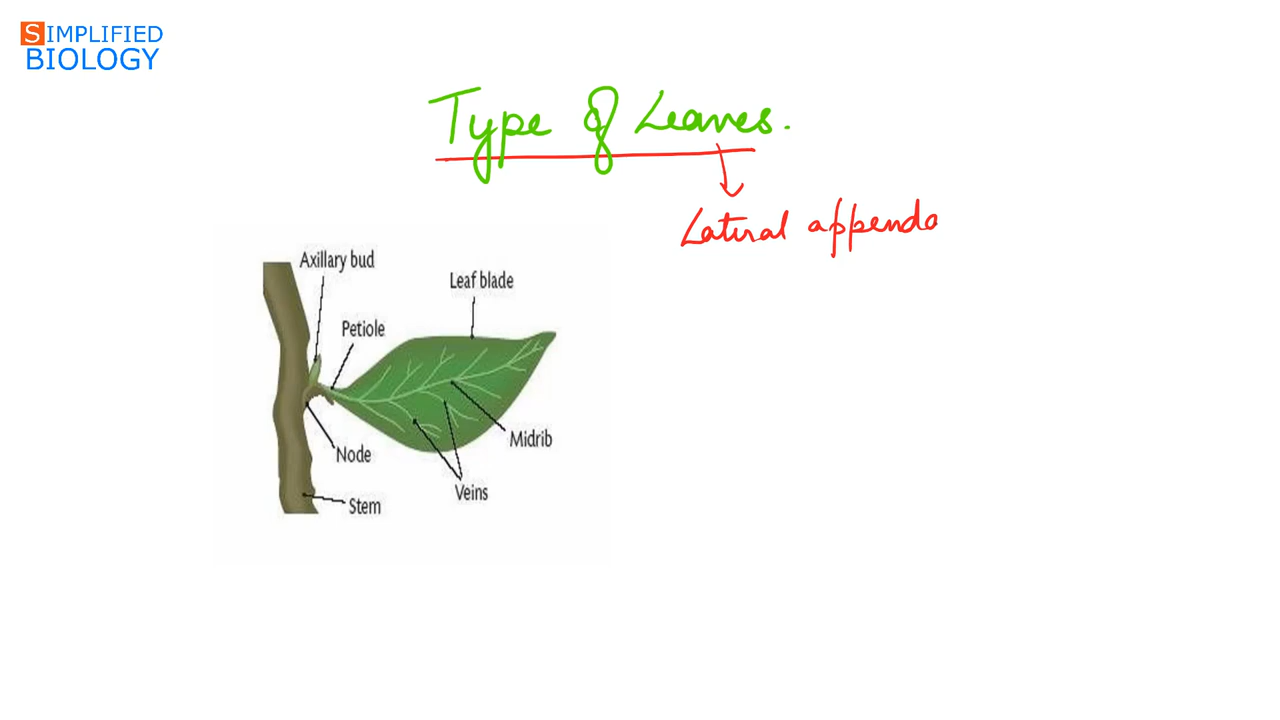 SIMPLIFIED
BIOLOGY
Type of Leaves.
Lateral appenda
Axillary bud
Leaf blade
Petiole
Midrib
Node
Veins
Stem